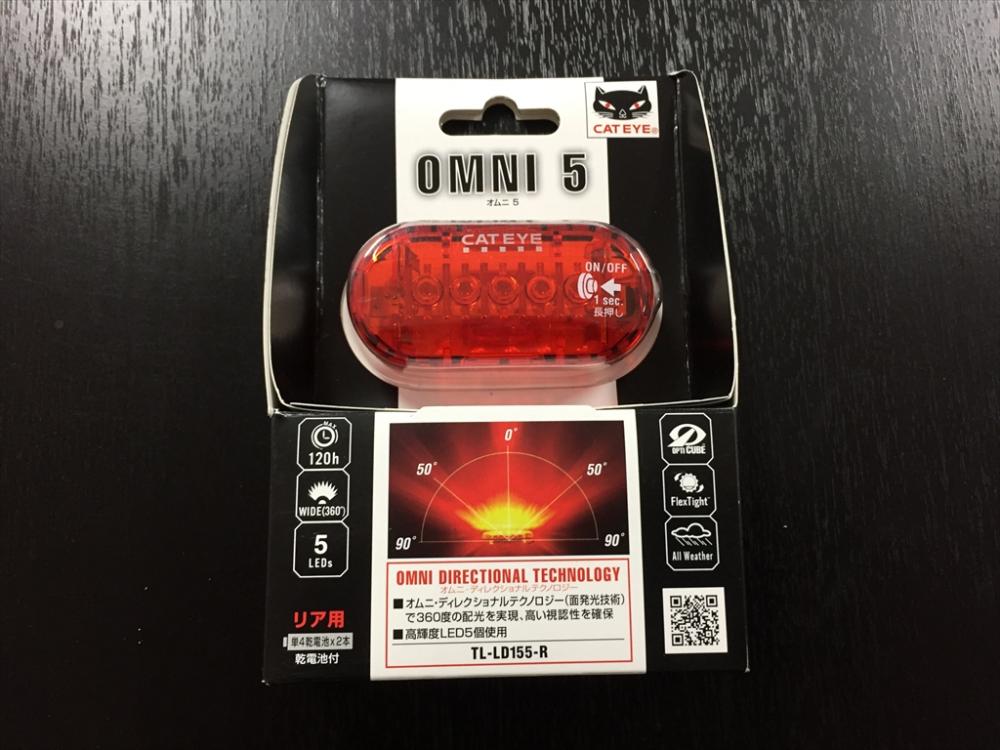 CAT EYE®
OMNI 5
オムニ 5
CATEYE
ON/OFF
1 sec.
長押し
MAX
120h
WIDE(360°)
5
LEDs
リア用
単4乾電池x2本
乾電池付
0°
50°
50°
90°
90°
OMNI DIRECTIONAL TECHNOLOGY
オムニ・ディレクショナルテクノロジー
■オムニ・ディレクショナルテクノロジー(面発光技術)
で360度の配光を実現、高い視認性を確保
■高輝度LED5個使用
TL-LD155-R
OPTI CUBE
FlexTight™
All Weather